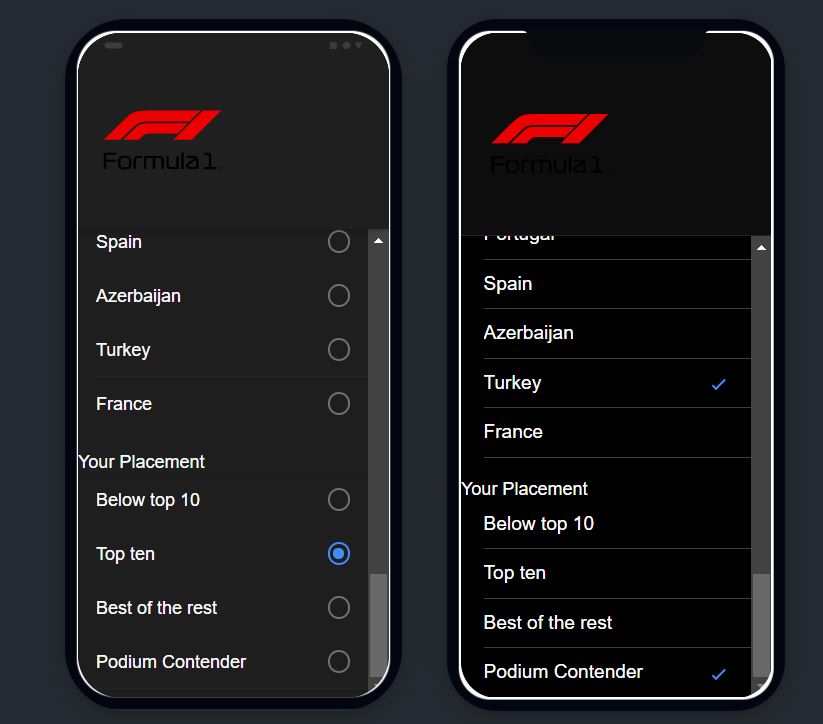 Formula 1
Spain
Azerbaijan
Turkey
France
Your Placement
Below top 10
Top ten
Best of the rest
Podium Contender
Formula 1
Portugal
Spain
Azerbaijan
Turkey
France
Your Placement
Below top 10
Top ten
Best of the rest
Podium Contender